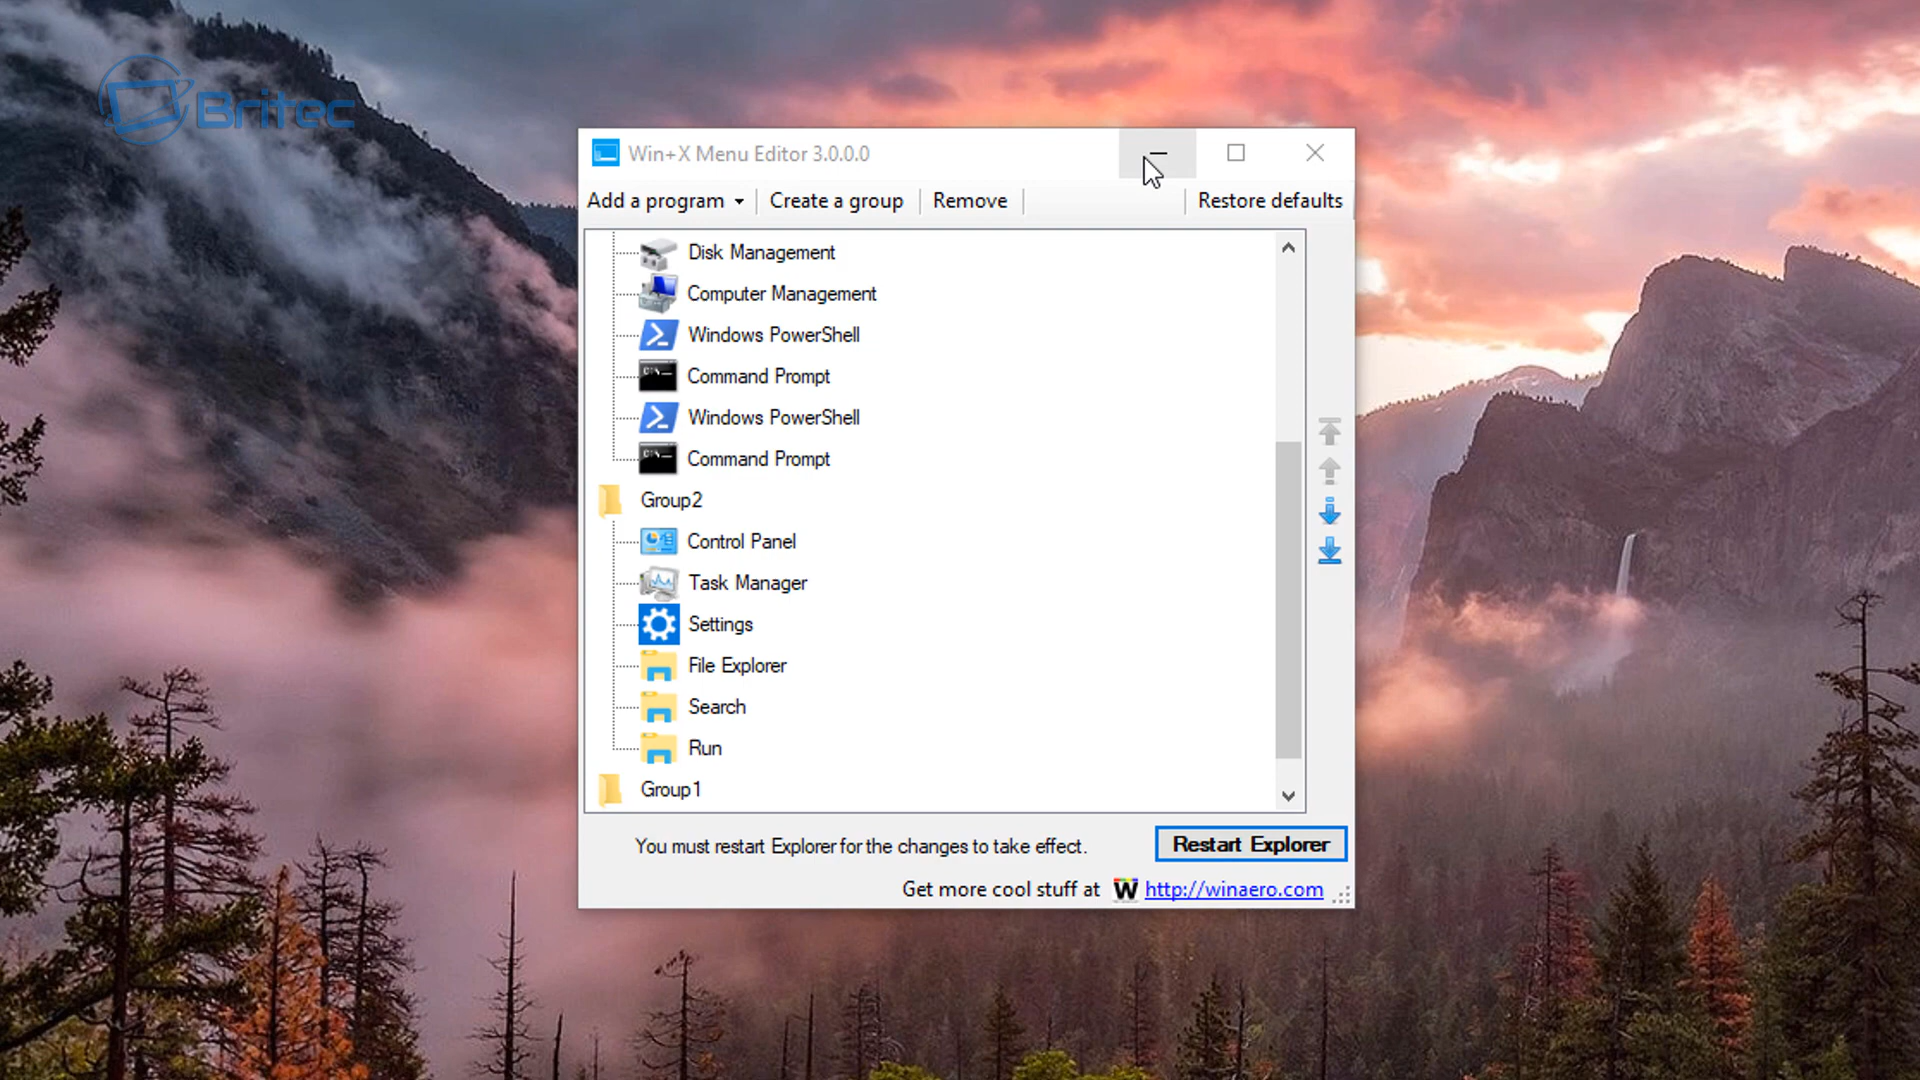 Britec
Win+X Menu Editor 3.0.0.0
Add a program
Create a group
Remove
Restore defaults
Disk Management
Computer Management
Windows PowerShell
Command Prompt
Windows PowerShell
Command Prompt
Group2
Control Panel
Task Manager
Settings
File Explorer
Search
Run
Group1
You must restart Explorer for the changes to take effect.
Restart Explorer
Get more cool stuff at W http://winaero.com